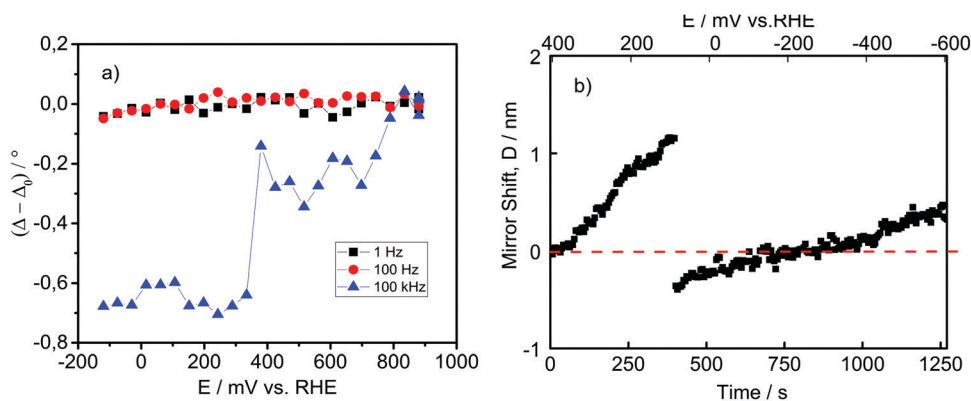 a)
0,2
0,0
-0,2
-0,4
-0,6
-0,8
(Δ − Δ₀) / °
-200 0 200 400 600 800 1000
E / mV vs. RHE
1 Hz
100 Hz
100 kHz
E / mV vs.RHE
400 200 0 -200 -400 -600
b)
2
1
0
-1
Mirror Shift, D / nm
0 250 500 750 1000 1250
Time / s